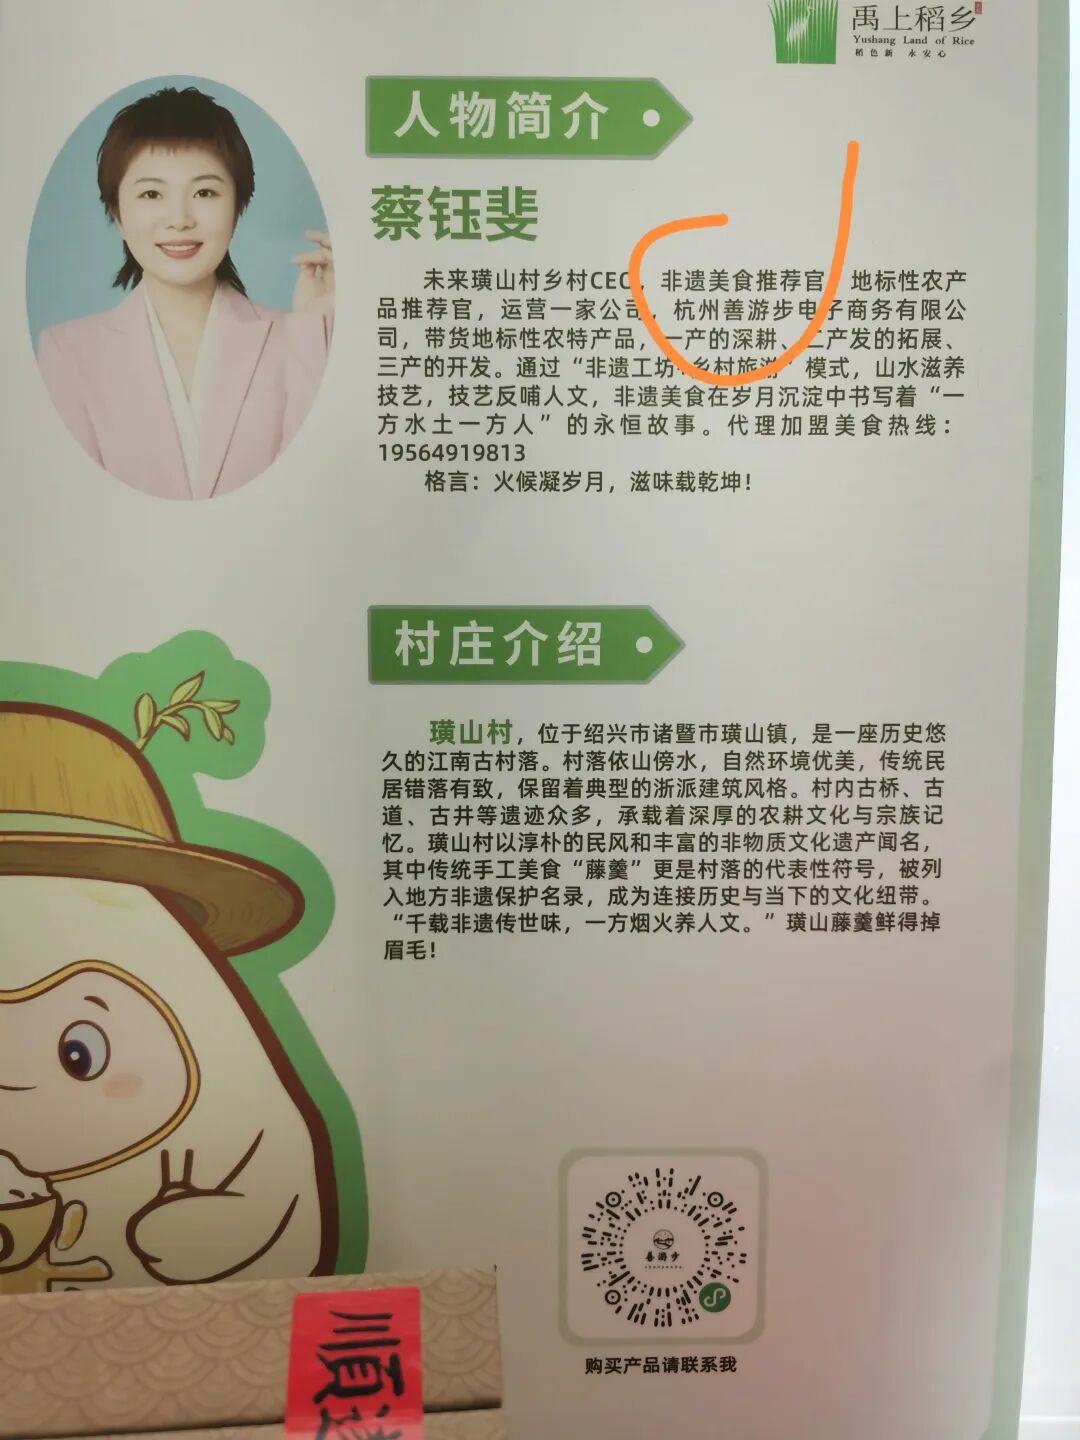 禹上稻乡
Yushang Land of Rice
稻色新 永安心
人物简介
蔡钰斐
未来璜山村乡村CEO，非遗美食推荐官，地标性农产
品推荐官，运营一家公司，杭州善游步电子商务有限公
司，带货地标性农特产品，一产的深耕、二产发的拓展、
三产的开发。通过“非遗工坊+乡村旅游”模式，山水滋养
技艺，技艺反哺人文，非遗美食在岁月沉淀中书写着“一
方水土一方人”的永恒故事。代理加盟美食热线：
19564919813
格言：火候凝岁月，滋味载乾坤！
村庄介绍
璜山村，位于绍兴市诸暨市璜山镇，是一座历史悠
久的江南古村落。村落依山傍水，自然环境优美，传统民
居错落有致，保留着典型的浙派建筑风格。村内古桥、古
道、古井等遗迹众多，承载着深厚的农耕文化与宗族记
忆。璜山村以淳朴的民风和丰富的非物质文化遗产闻名，
其中传统手工美食“藤羹”更是村落的代表性符号，被列
入地方非遗保护名录，成为连接历史与当下的文化纽带。
“千载非遗传世味，一方烟火养人文。”璜山藤羹鲜得掉
眉毛！
善游步
购买产品请联系我
顺